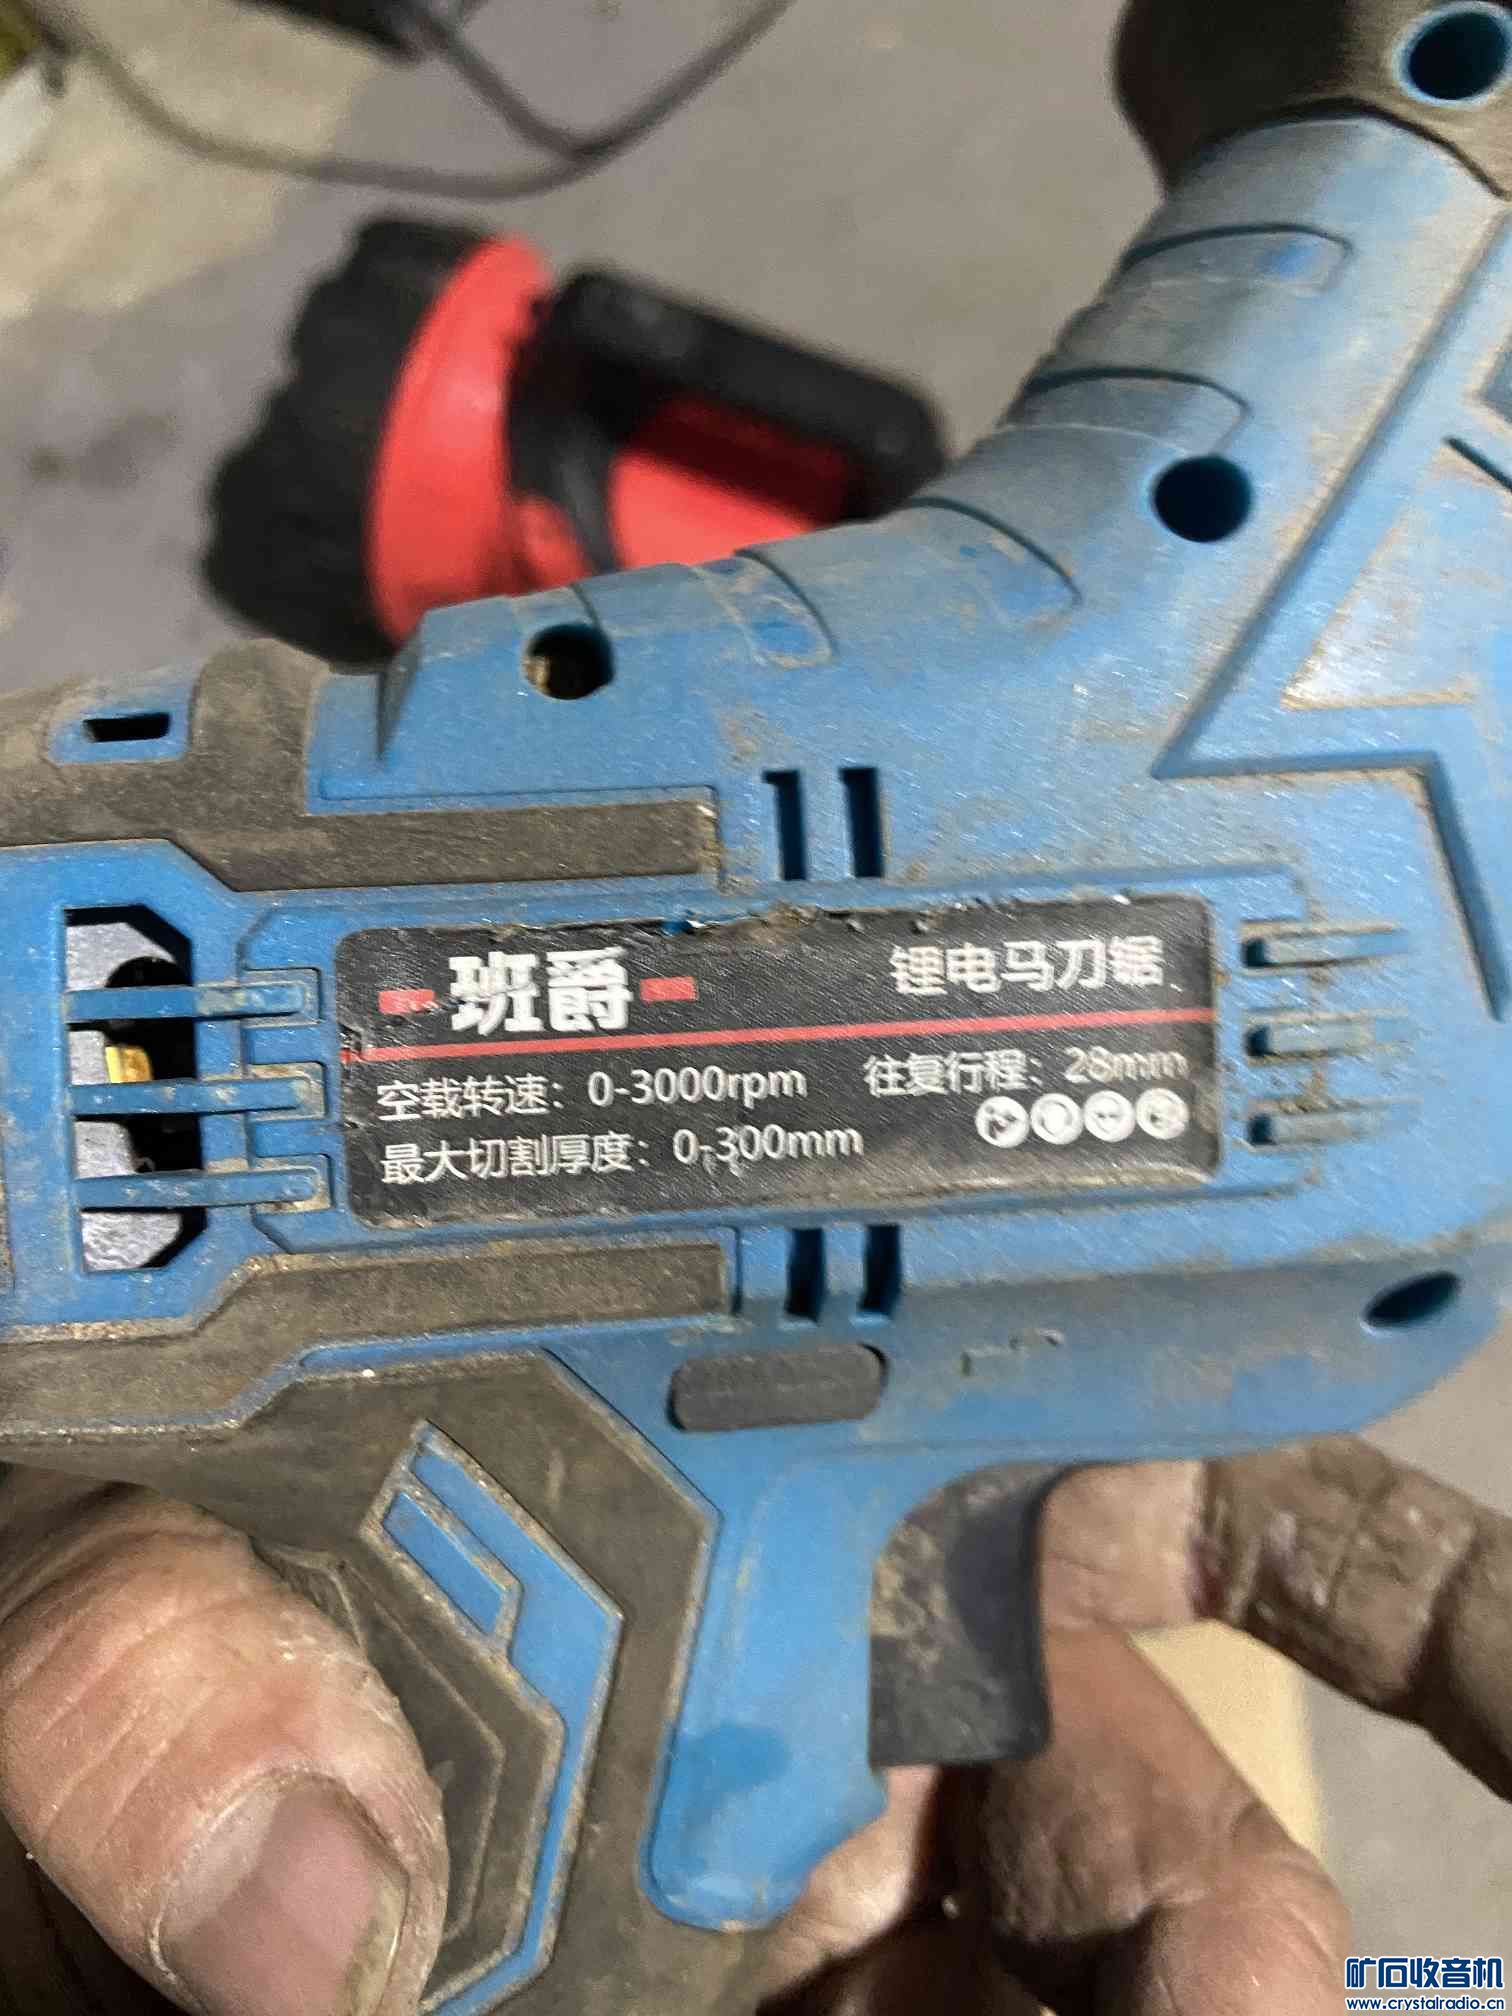 班爵
锂电马刀锯
空载转速：0-3000rpm 往复行程：28mm
最大切割厚度：0-300mm
矿石收音机
www.crystalradio.cn